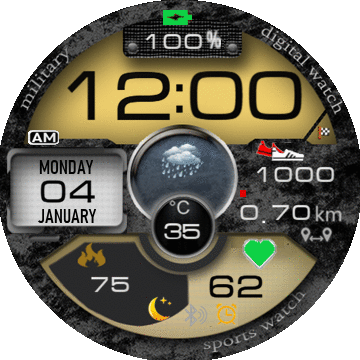 100%
military
digital watch
12:00
AM
MONDAY
04
JANUARY
°C
35
1000
0.70 km
75
62
sports watch